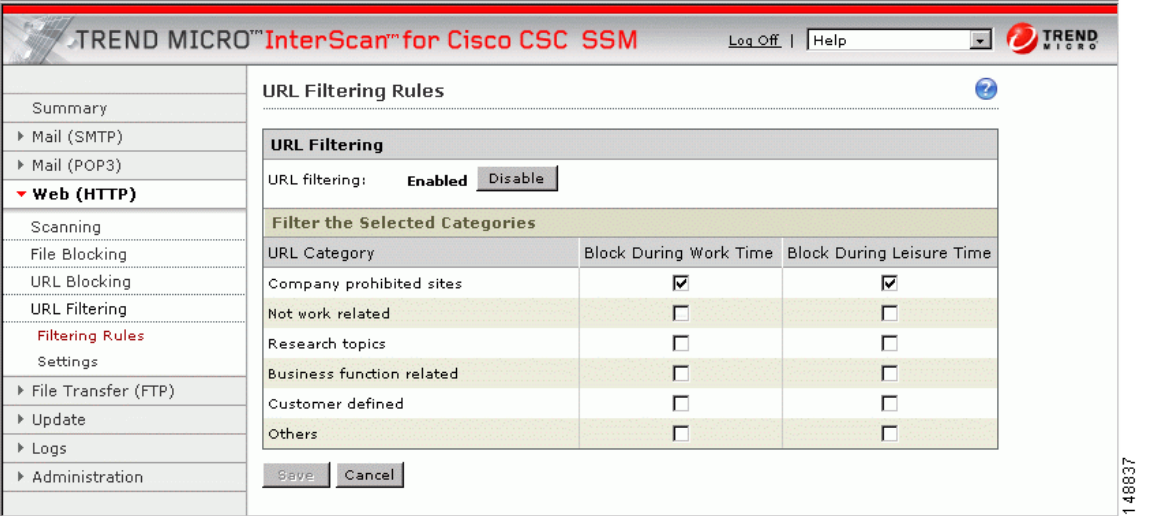 TREND MICRO™ InterScan™ for Cisco CSC SSM
Log Off | Help
TREND MICRO
Summary
Mail (SMTP)
Mail (POP3)
Web (HTTP)
Scanning
File Blocking
URL Blocking
URL Filtering
Filtering Rules
Settings
File Transfer (FTP)
Update
Logs
Administration
URL Filtering Rules
?
URL Filtering
URL filtering: Enabled Disable
Filter the Selected Categories
URL Category Block During Work Time Block During Leisure Time
Company prohibited sites
Not work related
Research topics
Business function related
Customer defined
Others
Save Cancel
148837